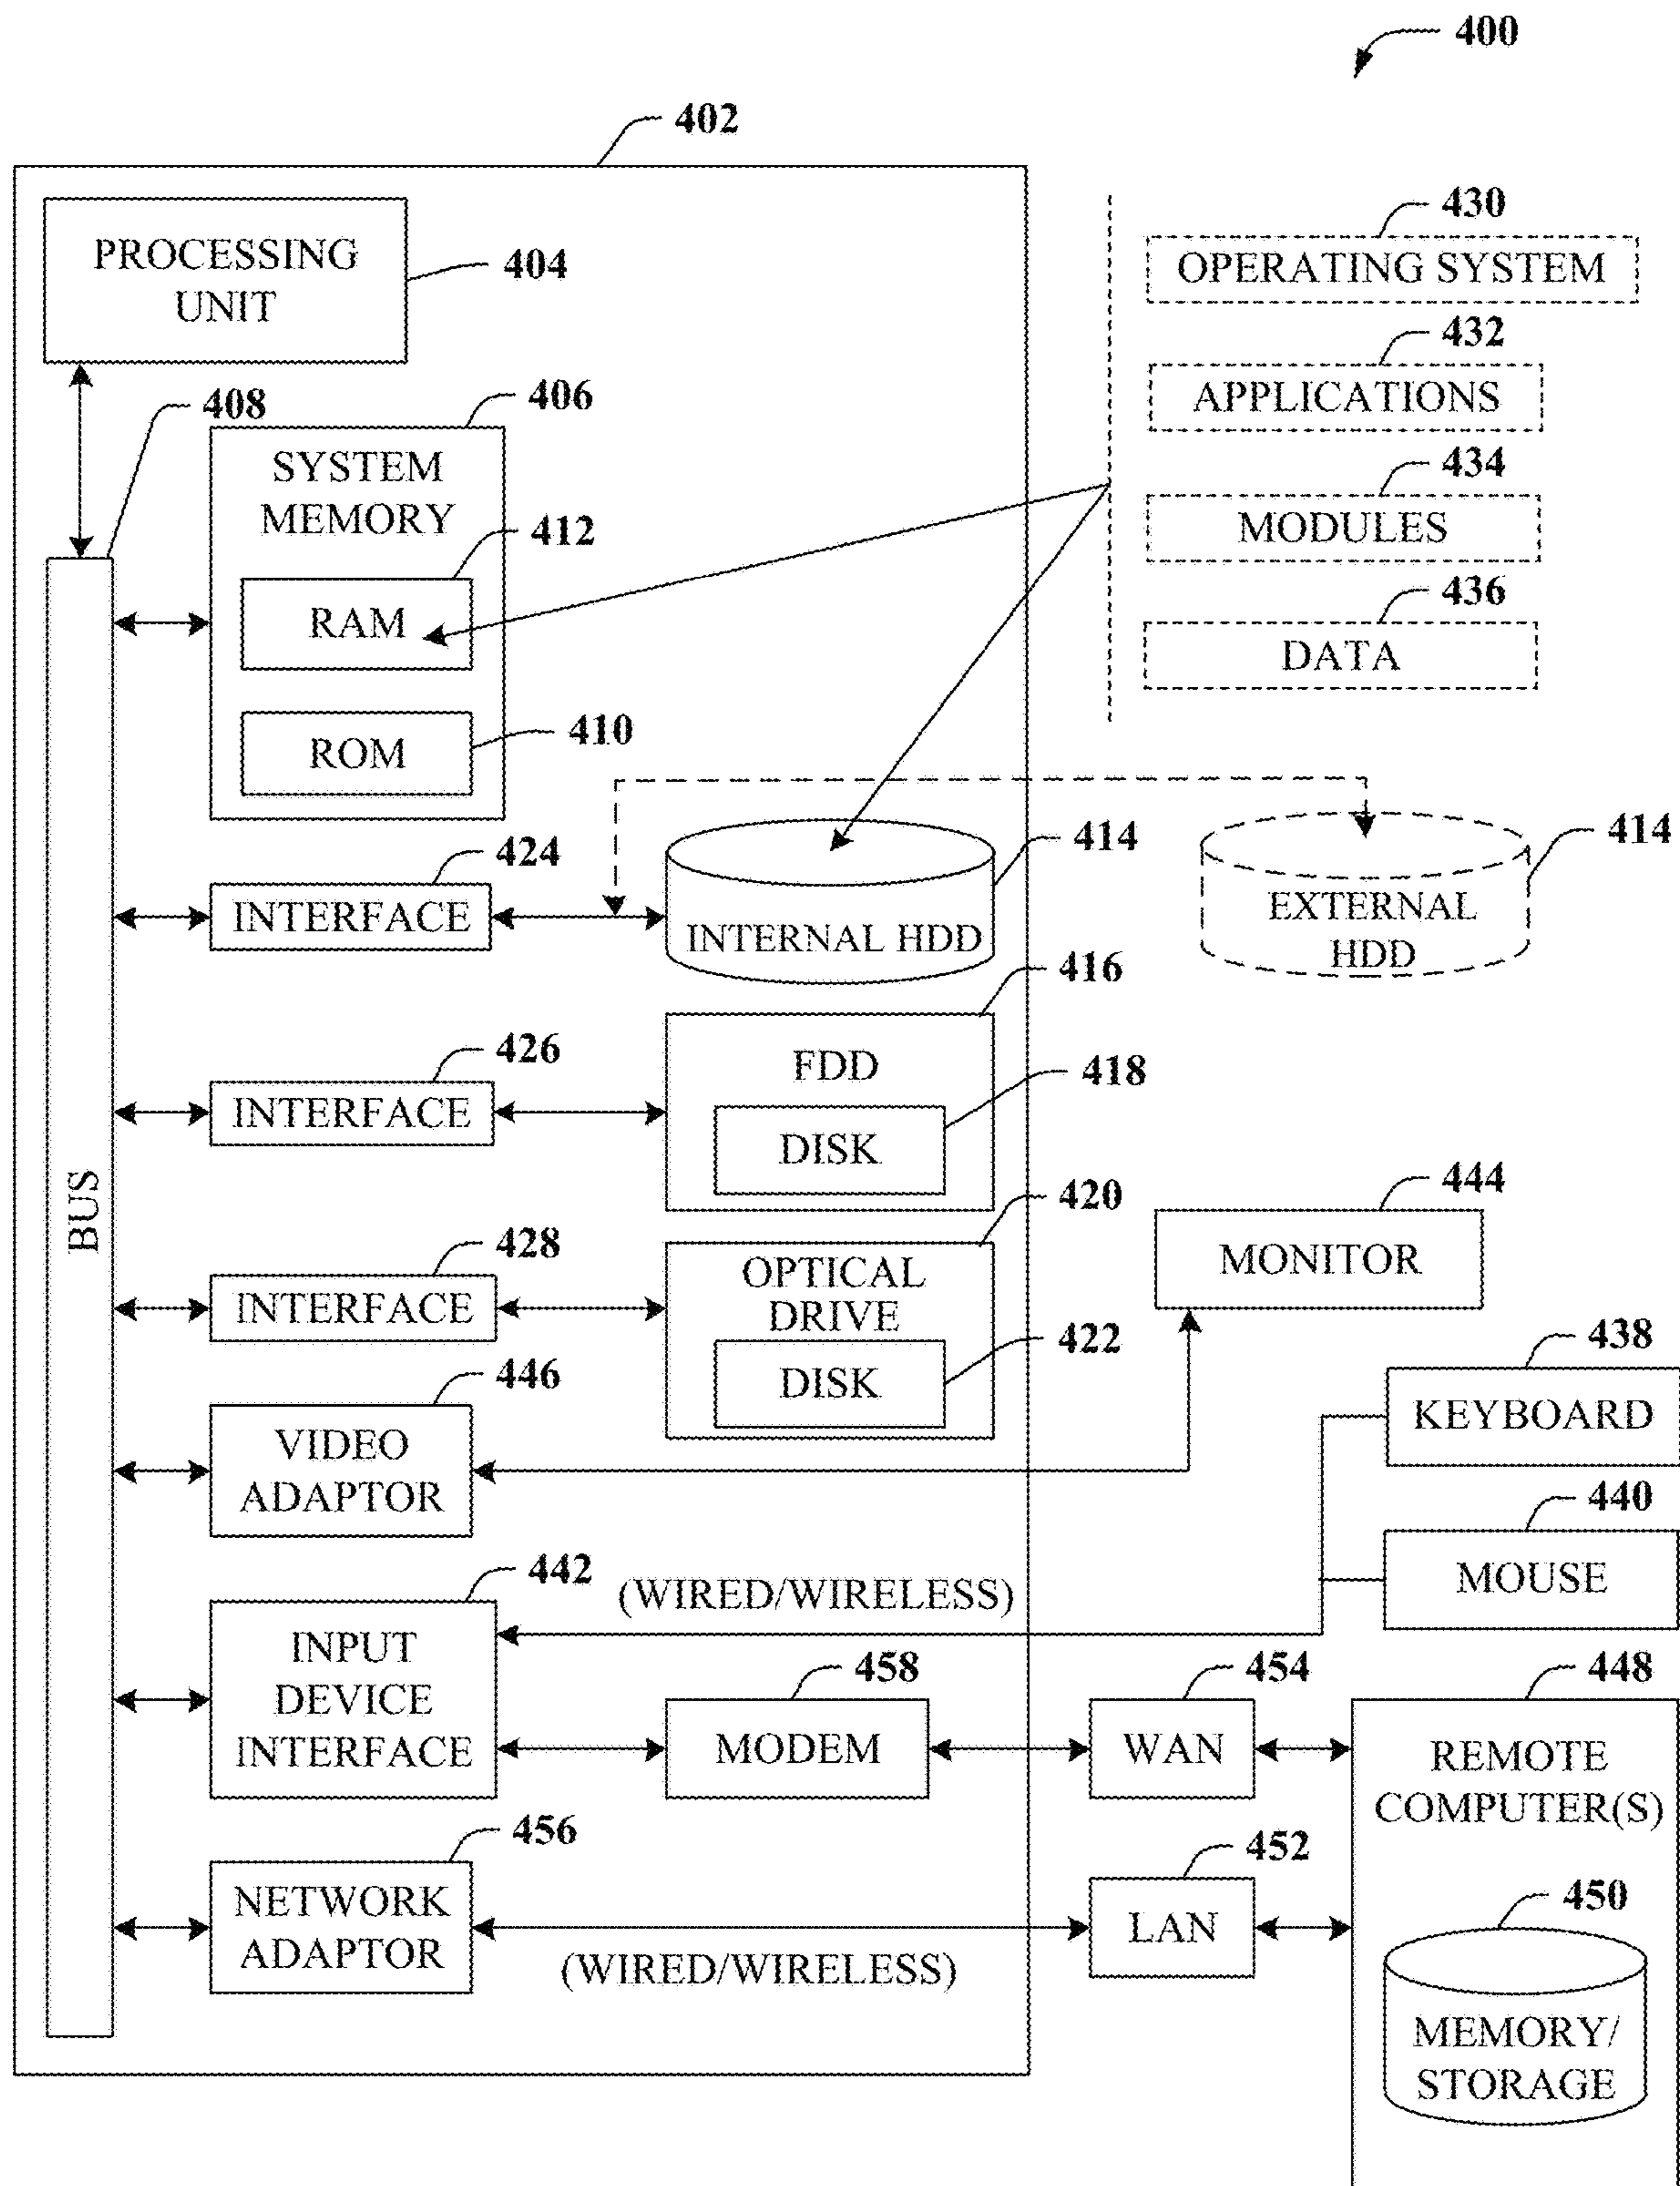 400
402
PROCESSING
UNIT
404
430
OPERATING SYSTEM
432
APPLICATIONS
434
MODULES
436
DATA
408
406
SYSTEM
MEMORY
412
RAM
410
ROM
424
INTERFACE
414
INTERNAL HDD
414
EXTERNAL
HDD
416
FDD
418
DISK
426
INTERFACE
BUS
420
OPTICAL
DRIVE
422
DISK
428
INTERFACE
444
MONITOR
446
VIDEO
ADAPTOR
438
KEYBOARD
440
MOUSE
442
INPUT
DEVICE
INTERFACE
(WIRED/WIRELESS)
458
MODEM
454
WAN
448
REMOTE
COMPUTER(S)
456
NETWORK
ADAPTOR
(WIRED/WIRELESS)
452
LAN
450
MEMORY/
STORAGE